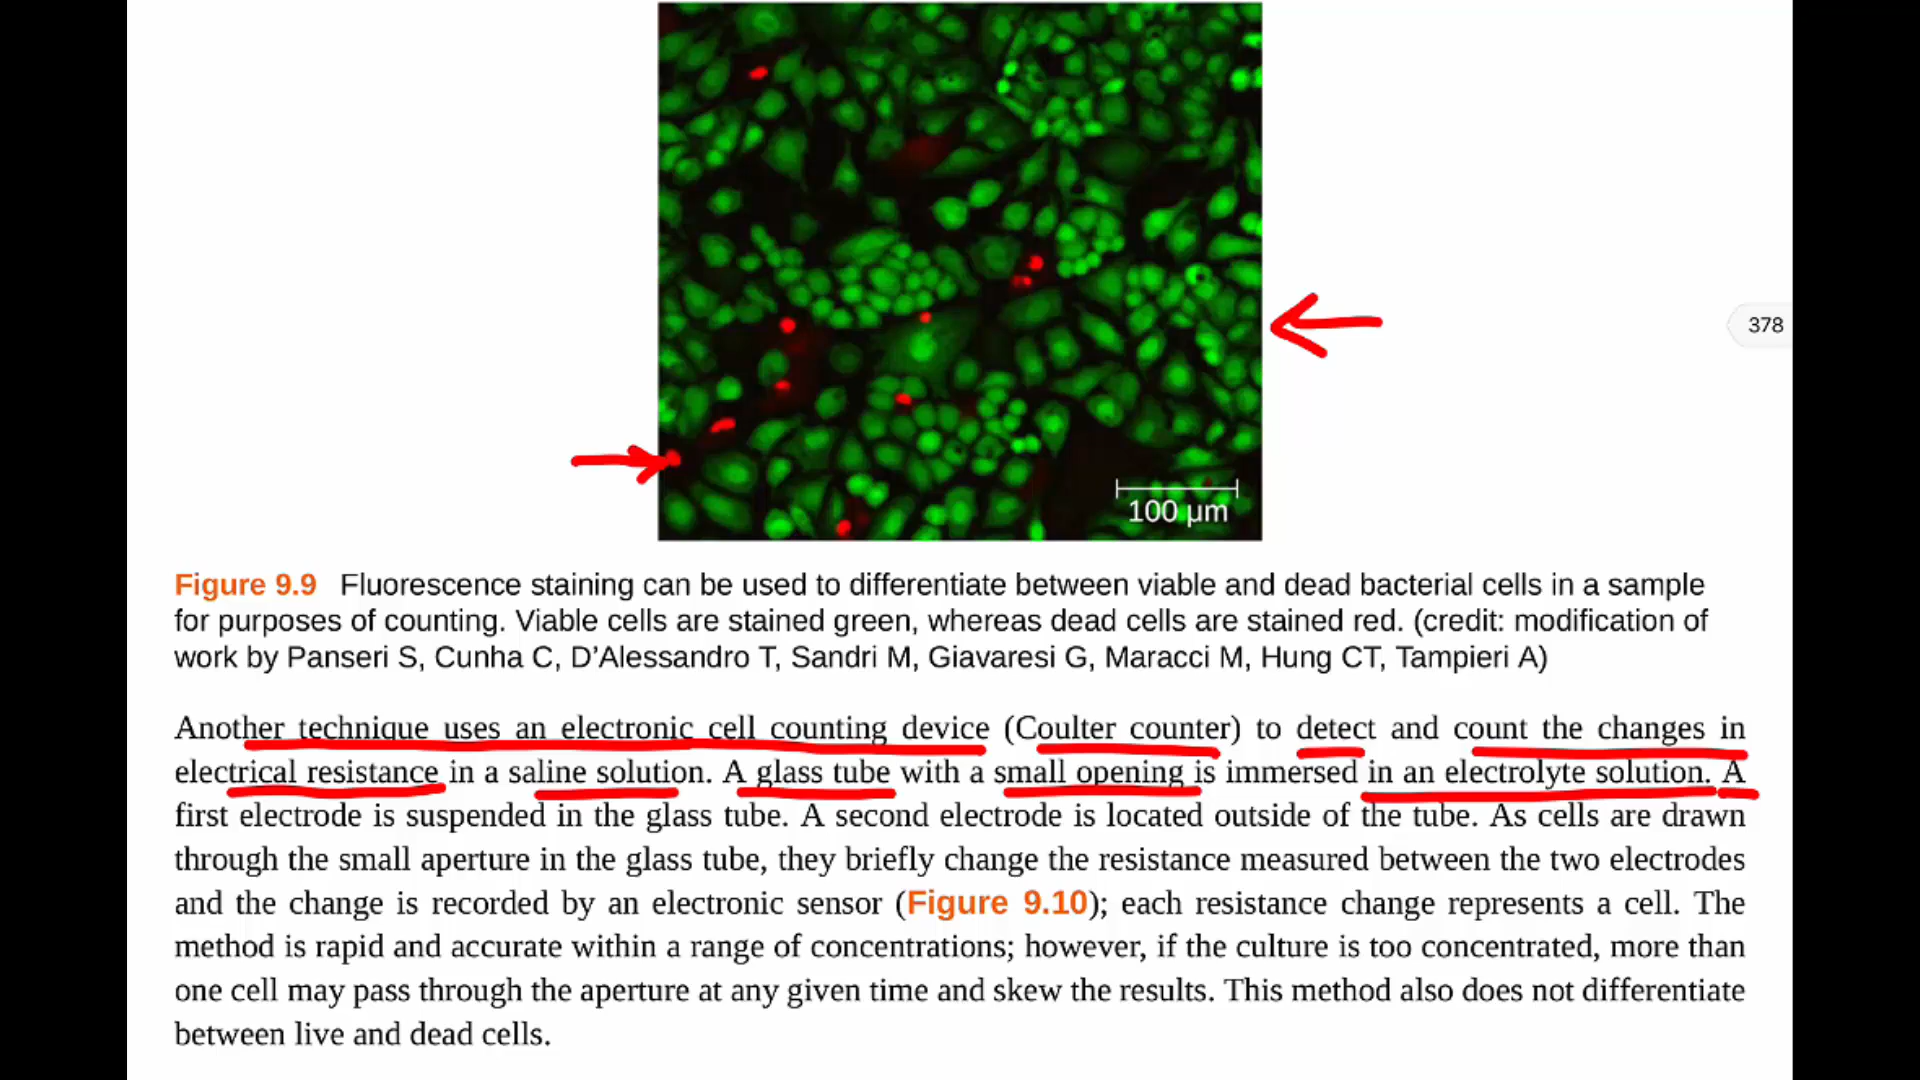 378
100 µm
Figure 9.9 Fluorescence staining can be used to differentiate between viable and dead bacterial cells in a sample
for purposes of counting. Viable cells are stained green, whereas dead cells are stained red. (credit: modification of
work by Panseri S, Cunha C, D’Alessandro T, Sandri M, Giavaresi G, Maracci M, Hung CT, Tampieri A)
Another technique uses an electronic cell counting device (Coulter counter) to detect and count the changes in
electrical resistance in a saline solution. A glass tube with a small opening is immersed in an electrolyte solution. A
first electrode is suspended in the glass tube. A second electrode is located outside of the tube. As cells are drawn
through the small aperture in the glass tube, they briefly change the resistance measured between the two electrodes
and the change is recorded by an electronic sensor (Figure 9.10); each resistance change represents a cell. The
method is rapid and accurate within a range of concentrations; however, if the culture is too concentrated, more than
one cell may pass through the aperture at any given time and skew the results. This method also does not differentiate
between live and dead cells.